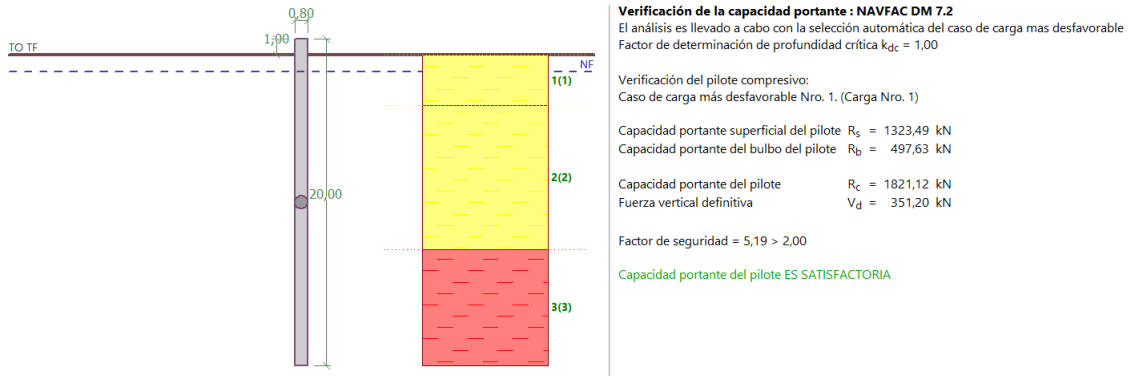 0,80
1,00
TO TF
NF
1(1)
2(2)
20,00
3(3)
Verificación de la capacidad portante : NAVFAC DM 7.2
El análisis es llevado a cabo con la selección automática del caso de carga mas desfavorable
Factor de determinación de profundidad crítica kdc = 1,00
Verificación del pilote compresivo:
Caso de carga más desfavorable Nro. 1. (Carga Nro. 1)
Capacidad portante superficial del pilote Rs = 1323,49 kN
Capacidad portante del bulbo del pilote Rb = 497,63 kN
Capacidad portante del pilote Rc = 1821,12 kN
Fuerza vertical definitiva Vd = 351,20 kN
Factor de seguridad = 5,19 > 2,00
Capacidad portante del pilote ES SATISFACTORIA